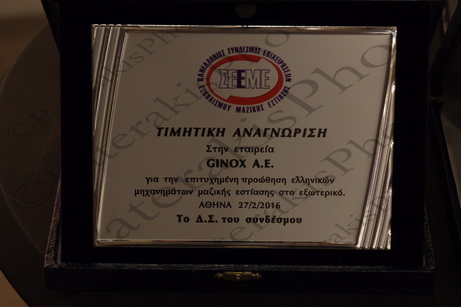 ΠΑΝΕΛΛΗΝΙΟΣ ΣΥΝΔΕΣΜΟΣ ΕΠΙΧΕΙΡΗΣΕΩΝ
ΣΕΕΜΕ
ΕΞΟΠΛΙΣΜΟΥ ΜΑΖΙΚΗΣ ΕΣΤΙΑΣΗΣ
ΤΙΜΗΤΙΚΗ ΑΝΑΓΝΩΡΙΣΗ
Στην εταιρεία
GINOX A.E.
για την επιτυχημένη προώθηση ελληνικών
μηχανημάτων μαζικής εστίασης στο εξωτερικό.
ΑΘΗΝΑ 27/2/2016
Το Δ.Σ. του συνδέσμου